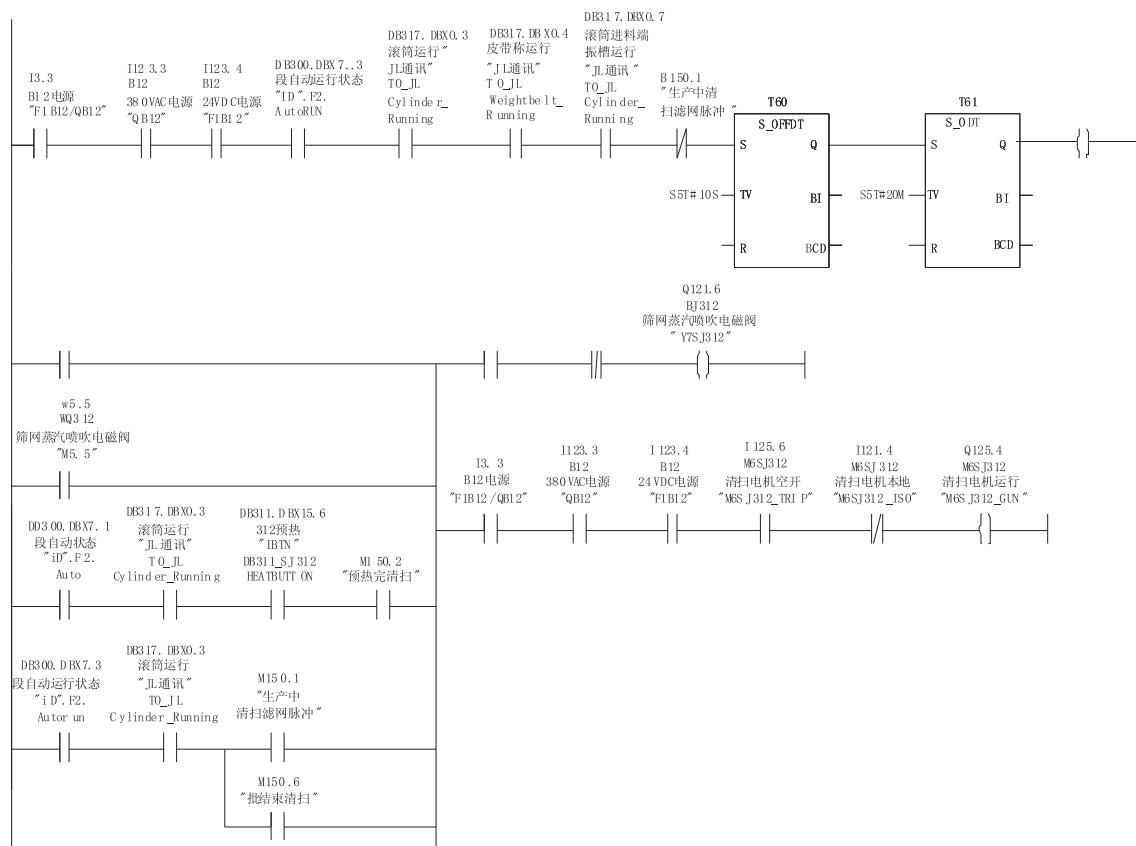 I3.3
B12电源
"F1B12/QB12"
I123.3
B12
380VAC电源
"QB12"
I123.4
B12
24VDC电源
"F1B12"
DB300.DBX7..3
段自动运行状态
"ID".F2.
AutoRUN
DB317.DBX0.3
滚筒运行"
JL通讯"
TO_JL
Cylinder_
Running
DB317.DBX0.4
皮带称运行
"JL通讯"
TO_JL
Weightbelt_
Running
DB317.DBX0.7
滚筒进料端
振槽运行
"JL通讯"
TO_JL
Cylinder_
Running
B150.1
"生产中清
扫滤网脉冲"
T60
S_OFFDT
S Q
S5T#10S TV BI
R BCD
T61
S_ODT
S Q
S5T#20M TV BI
R BCD
Q121.6
BJ312
筛网蒸汽喷吹电磁阀
"Y7SJ312"
w5.5
WQ312
筛网蒸汽喷吹电磁阀
"M5.5"
I3.3
B12电源
"F1B12/QB12"
I123.3
B12
380VAC电源
"QB12"
I123.4
B12
24VDC电源
"F1B12"
I125.6
M6SJ312
清扫电机空开
"M6SJ312_TRIP"
I121.4
M6SJ312
清扫电机本地
"M6SJ312_ISO"
Q125.4
M6SJ312
清扫电机运行
"M6SJ312_GUN"
DD300.DBX7.1
段自动状态
"iD".F2.
Auto
DB317.DBX0.3
滚筒运行
"JL通讯"
TO_JL
Cylinder_Running
DB311.DBX15.6
312预热
"IBTN"
DB311_SJ312
HEATBUTTON
M150.2
"预热完清扫"
DB300.DBX7.3
段自动运行状态
"iD".F2.
Autorun
DB317.DBX0.3
滚筒运行
"JL通讯"
TO_JL
Cylinder_Running
M150.1
"生产中
清扫滤网脉冲"
M150.6
"批结束清扫"